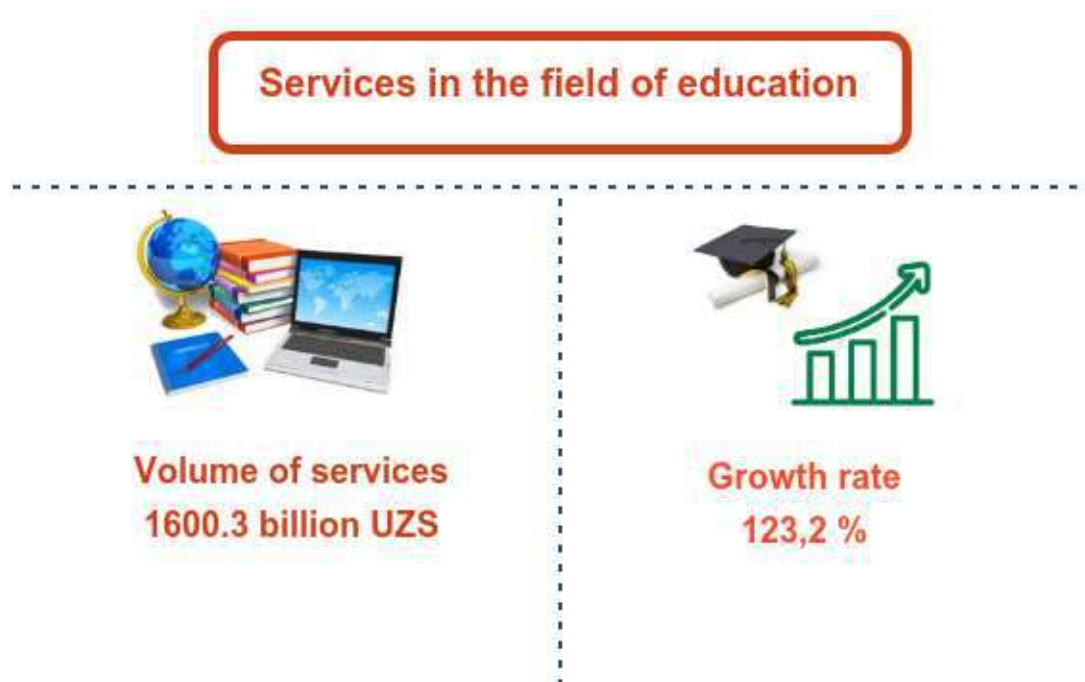 Services in the field of education
Volume of services
1600.3 billion UZS
Growth rate
123,2 %